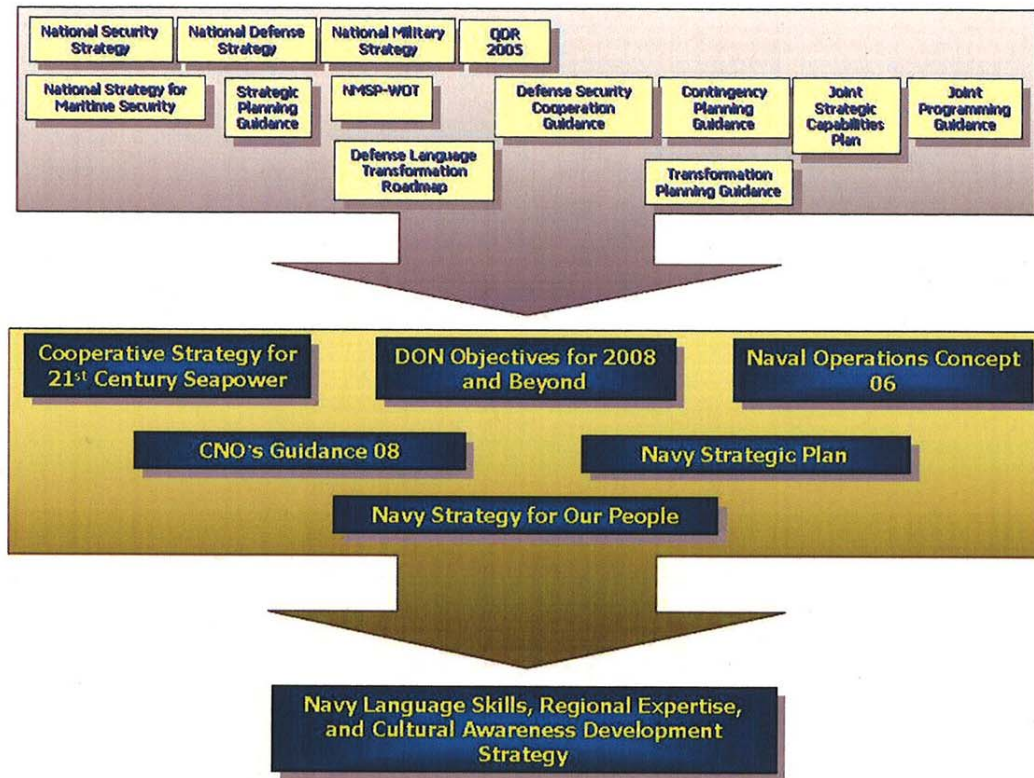 National Security
Strategy
National Defense
Strategy
National Military
Strategy
QDR
2005
National Strategy for
Maritime Security
Strategic
Planning
Guidance
NMSP-WOT
Defense Security
Cooperation
Guidance
Contingency
Planning
Guidance
Joint
Strategic
Capabilities
Plan
Joint
Programming
Guidance
Defense Language
Transformation
Roadmap
Transformation
Planning Guidance
Cooperative Strategy for
21st Century Seapower
DON Objectives for 2008
and Beyond
Naval Operations Concept
06
CNO's Guidance 08
Navy Strategic Plan
Navy Strategy for Our People
Navy Language Skills, Regional Expertise,
and Cultural Awareness Development
Strategy